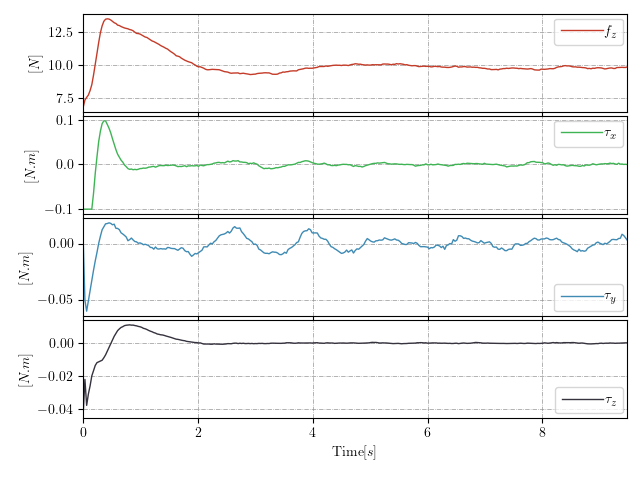 12.5
10.0
7.5
[N]
f_z
0.1
0.0
−0.1
[N.m]
τ_x
0.00
−0.05
[N.m]
τ_y
0.00
−0.02
−0.04
[N.m]
τ_z
0 2 4 6 8
Time[s]